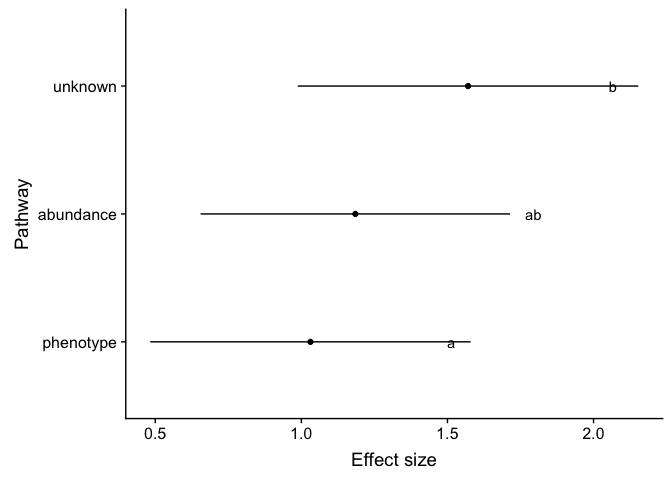 unknown
b
abundance
ab
phenotype
a
Pathway
0.5 1.0 1.5 2.0
Effect size